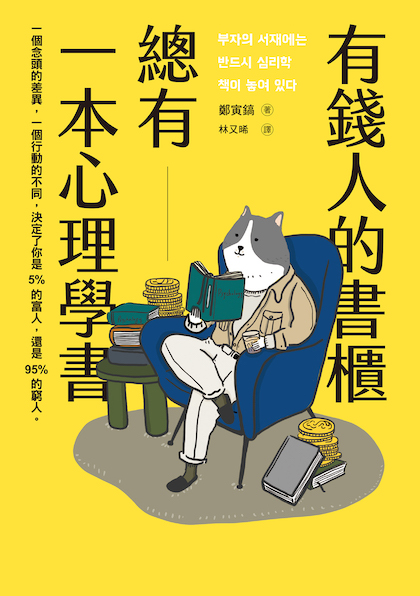 有錢人的書櫃
總有
一本心理學書
부자의 서재에는
반드시 심리학
책이 놓여 있다
鄭寅鎬 著
林又晞 譯
一個念頭的差異，一個行動的不同，決定了你是 5% 的富人，還是 95% 的窮人。